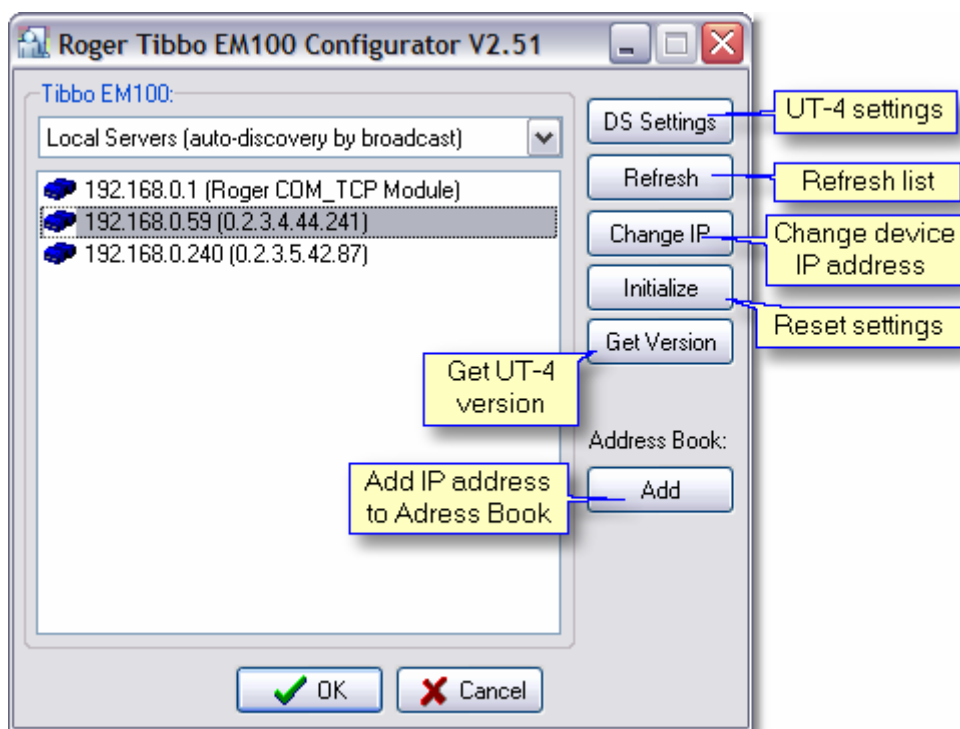 Roger Tibbo EM100 Configurator V2.51
Tibbo EM100:
Local Servers (auto-discovery by broadcast)
192.168.0.1 (Roger COM_TCP Module)
192.168.0.59 (0.2.3.4.44.241)
192.168.0.240 (0.2.3.5.42.87)
DS Settings
UT-4 settings
Refresh
Refresh list
Change IP
Change device
IP address
Initialize
Reset settings
Get Version
Get UT-4
version
Address Book:
Add IP address
to Adress Book
Add
OK
Cancel